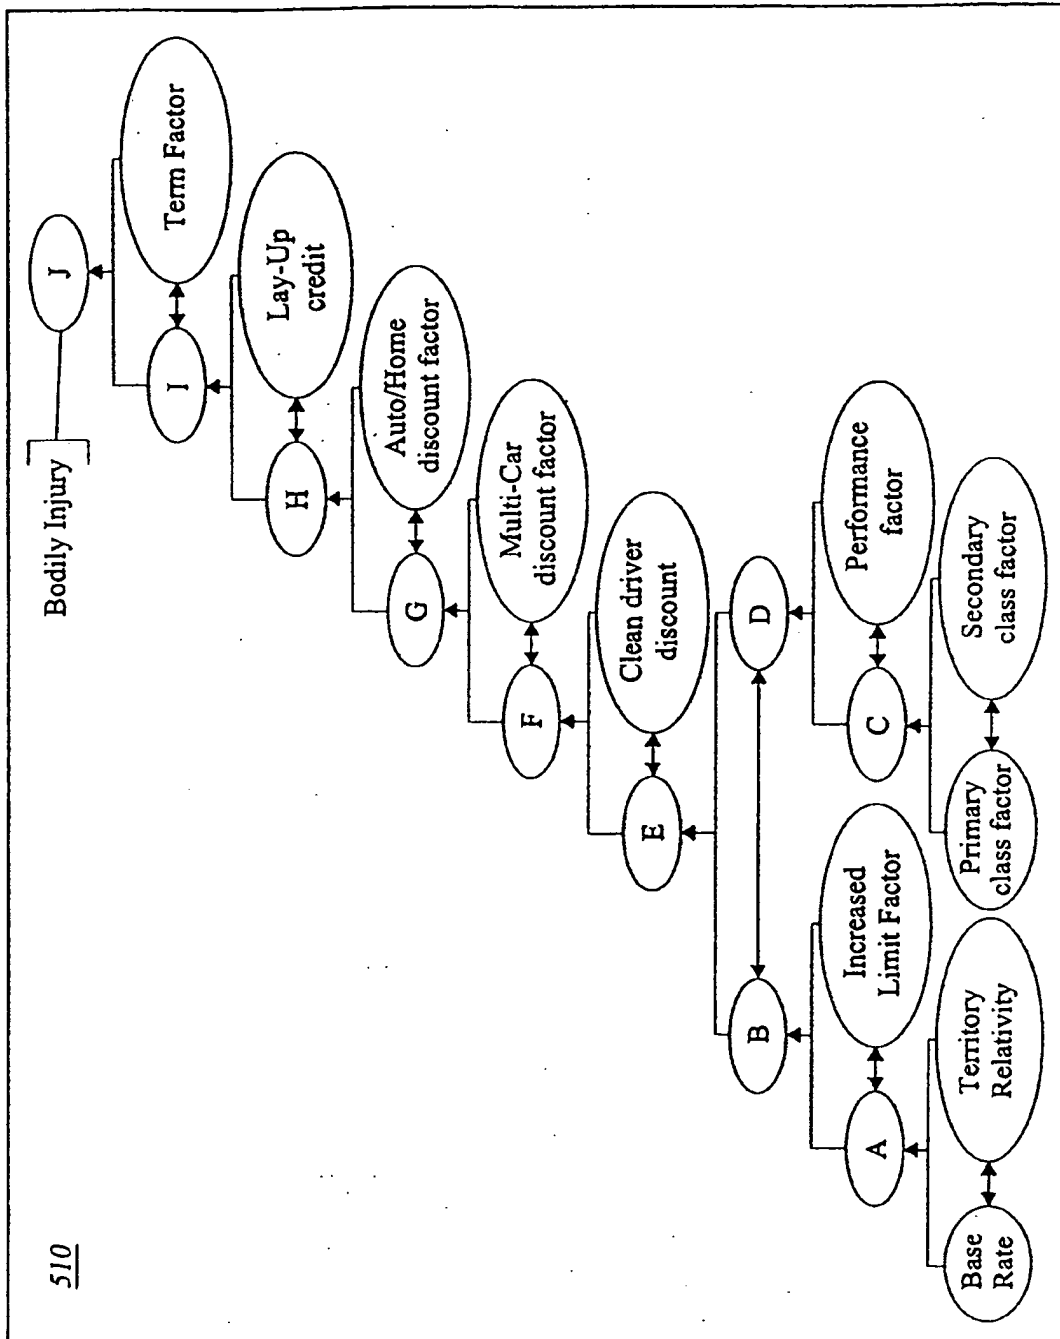 510
Bodily Injury
J
I
Term Factor
H
Lay-Up
credit
G
Auto/Home
discount factor
F
Multi-Car
discount factor
E
Clean driver
discount
B
D
A
Increased
Limit Factor
C
Performance
factor
Base
Rate
Territory
Relativity
Primary
class factor
Secondary
class factor